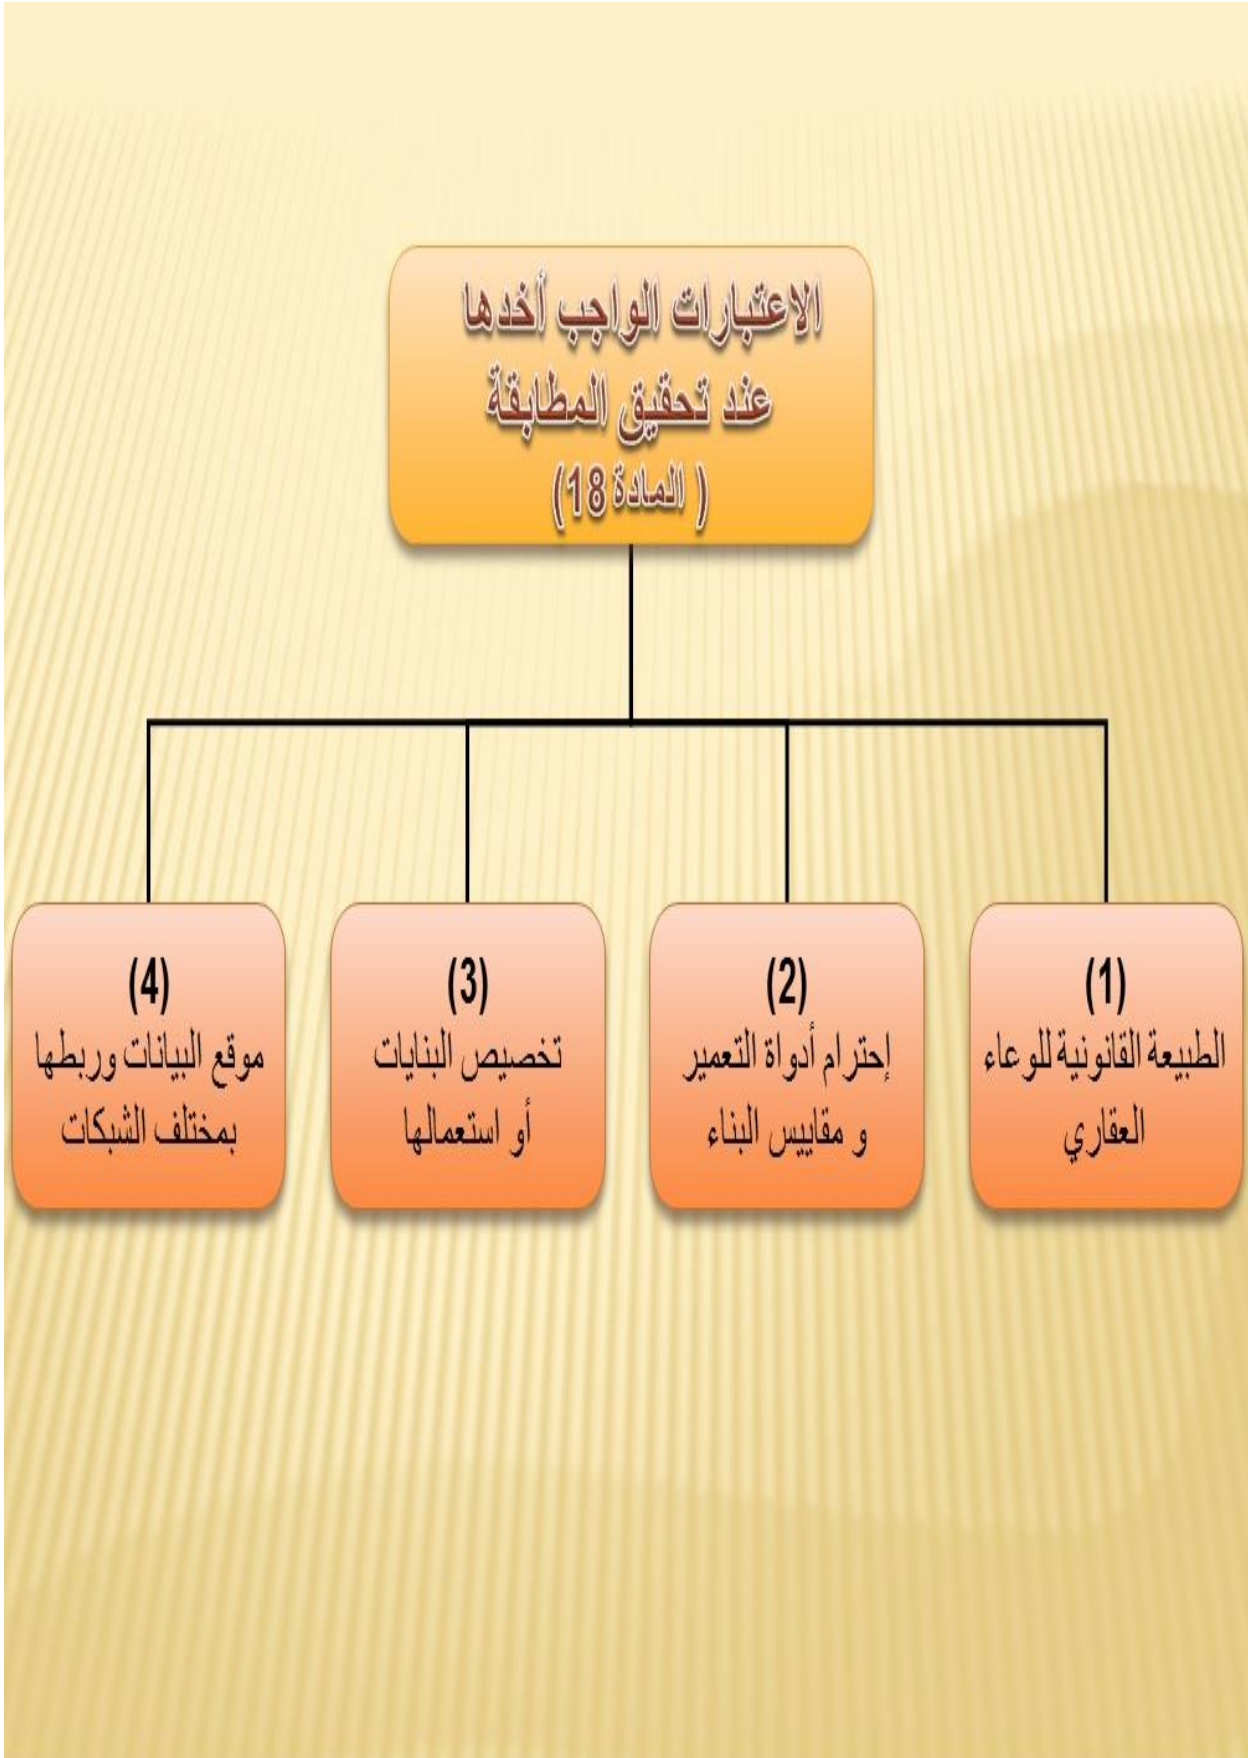 الاعتبارات الواجب أخدها
عند تحقيق المطابقة
( المادة 18)
(1)
الطبيعة القانونية للوعاء
العقاري
(2)
إحترام أدواة التعمير
و مقاييس البناء
(3)
تخصيص البنايات
أو استعمالها
(4)
موقع البيانات وربطها
بمختلف الشبكات